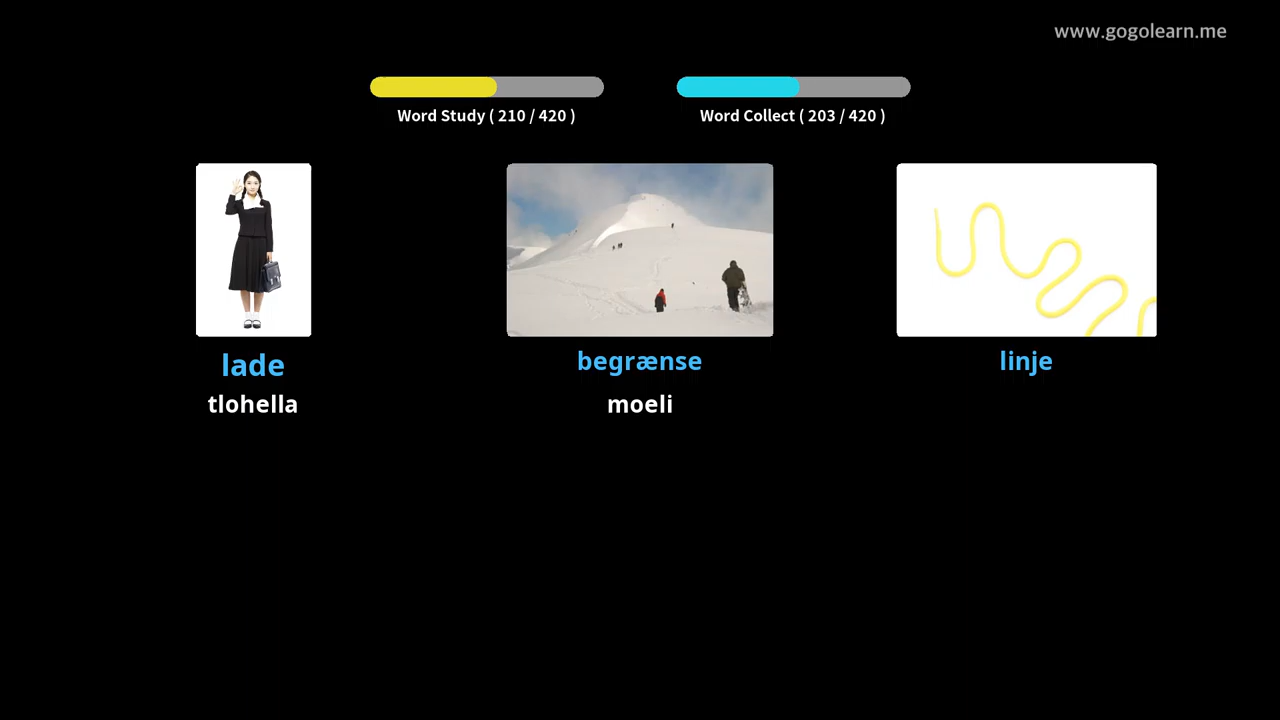 www.gogolearn.me
Word Study ( 210 / 420 )
Word Collect ( 203 / 420 )
lade
begrænse
linje
tlohella
moeli